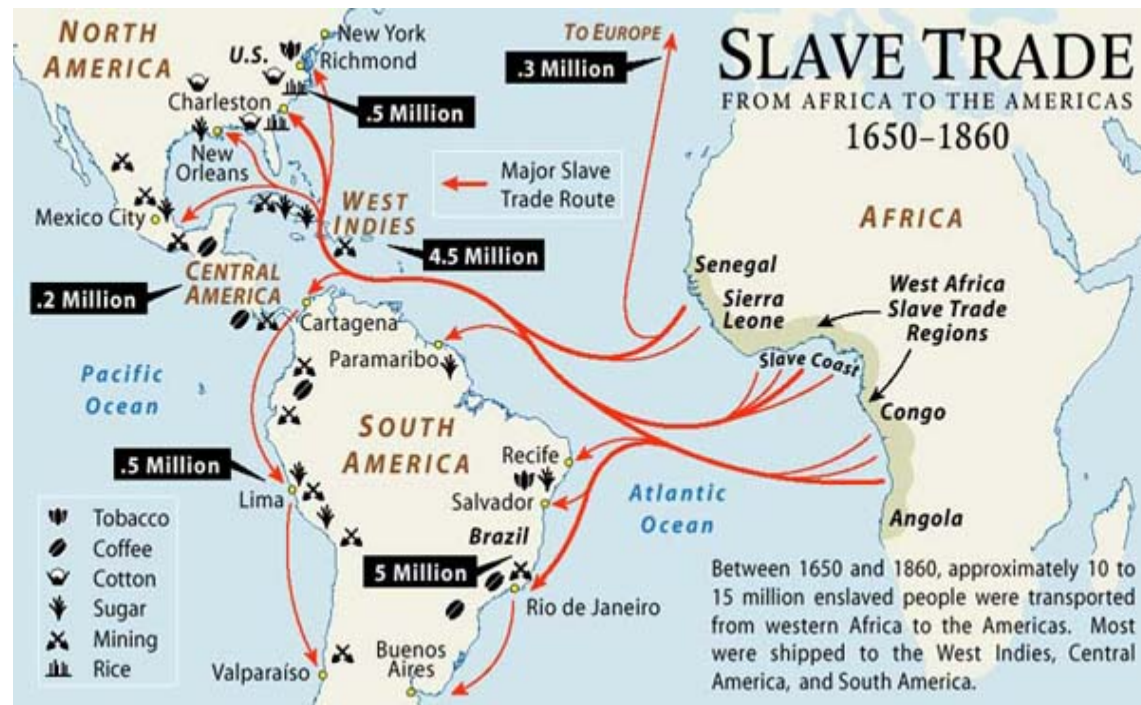 SLAVE TRADE
FROM AFRICA TO THE AMERICAS
1650–1860
NORTH
AMERICA
U.S.
New York
Richmond
Charleston
.5 Million
New
Orleans
Mexico City
TO EUROPE
.3 Million
Major Slave
Trade Route
WEST
INDIES
4.5 Million
CENTRAL
AMERICA
.2 Million
Cartagena
Paramaribo
Pacific
Ocean
SOUTH
AMERICA
.5 Million
Lima
Recife
Salvador
Brazil
5 Million
Rio de Janeiro
Buenos
Aires
Valparaíso
Atlantic
Ocean
AFRICA
Senegal
Sierra
Leone
West Africa
Slave Trade
Regions
Slave Coast
Congo
Angola
Tobacco
Coffee
Cotton
Sugar
Mining
Rice
Between 1650 and 1860, approximately 10 to
15 million enslaved people were transported
from western Africa to the Americas. Most
were shipped to the West Indies, Central
America, and South America.